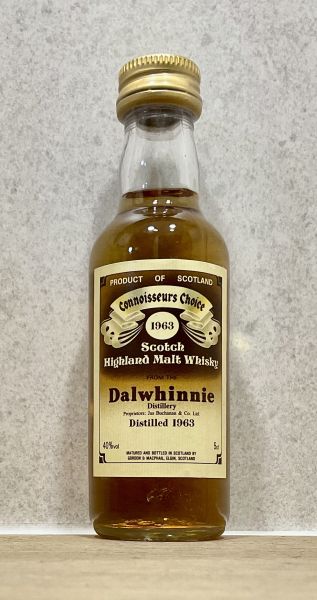 PRODUCT OF SCOTLAND
Connoisseurs Choice
1963
Scotch
Highland Malt Whisky
FROM THE
Dalwhinnie
Distillery
Proprietors: Jas Buchanan & Co. Ltd
Distilled 1963
40%vol 5cl
MATURED AND BOTTLED IN SCOTLAND BY
GORDON & MACPHAIL, ELGIN, SCOTLAND